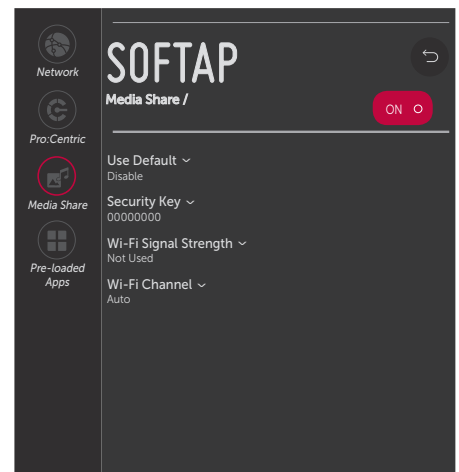 Network
Pro:Centric
Media Share
Pre-loaded
Apps
SOFTAP
Media Share /
ON
Use Default
Disable
Security Key
00000000
Wi-Fi Signal Strength
Not Used
Wi-Fi Channel
Auto